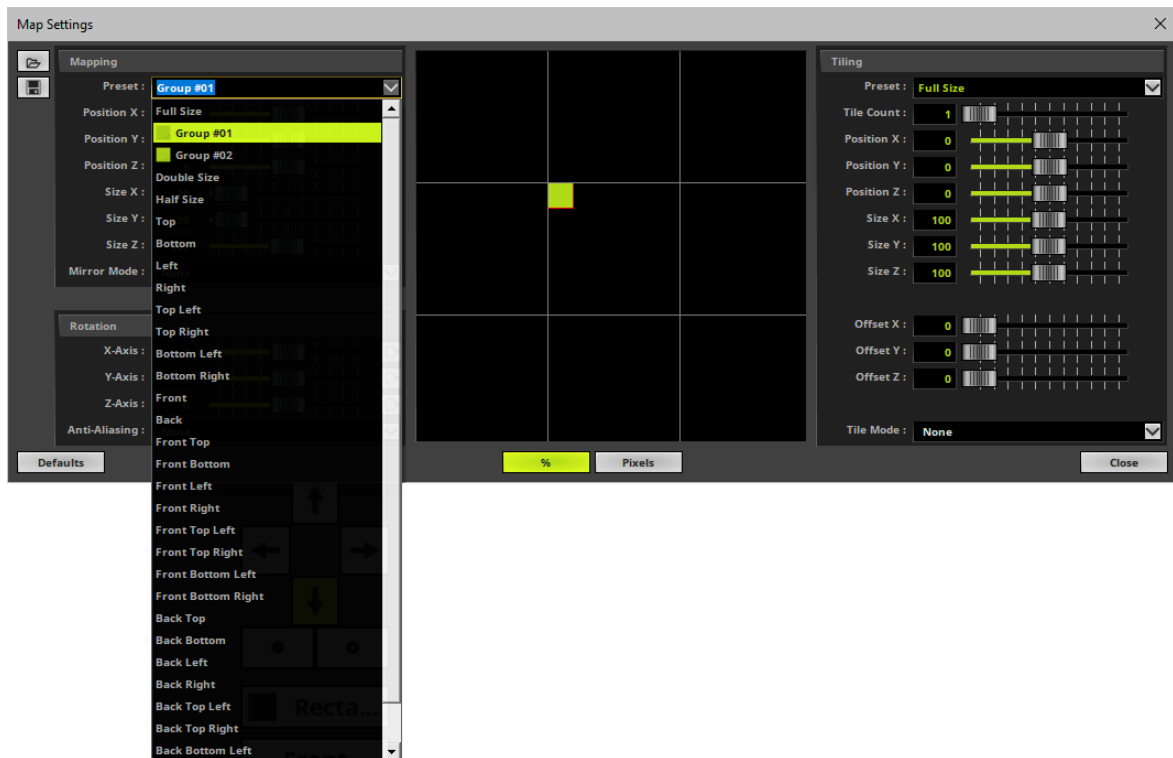 Map Settings
Mapping
Preset :
Group #01
Position X :
Position Y :
Position Z :
Size X :
Size Y :
Size Z :
Mirror Mode :
Rotation
X-Axis :
Y-Axis :
Z-Axis :
Anti-Aliasing :
Defaults
Full Size
Group #01
Group #02
Double Size
Half Size
Top
Bottom
Left
Right
Top Left
Top Right
Bottom Left
Bottom Right
Front
Back
Front Top
Front Bottom
Front Left
Front Right
Front Top Left
Front Top Right
Front Bottom Left
Front Bottom Right
Back Top
Back Bottom
Back Left
Back Right
Back Top Left
Back Top Right
Back Bottom Left
Recta...
%
Pixels
Tiling
Preset : Full Size
Tile Count : 1
Position X : 0
Position Y : 0
Position Z : 0
Size X : 100
Size Y : 100
Size Z : 100
Offset X : 0
Offset Y : 0
Offset Z : 0
Tile Mode : None
Close